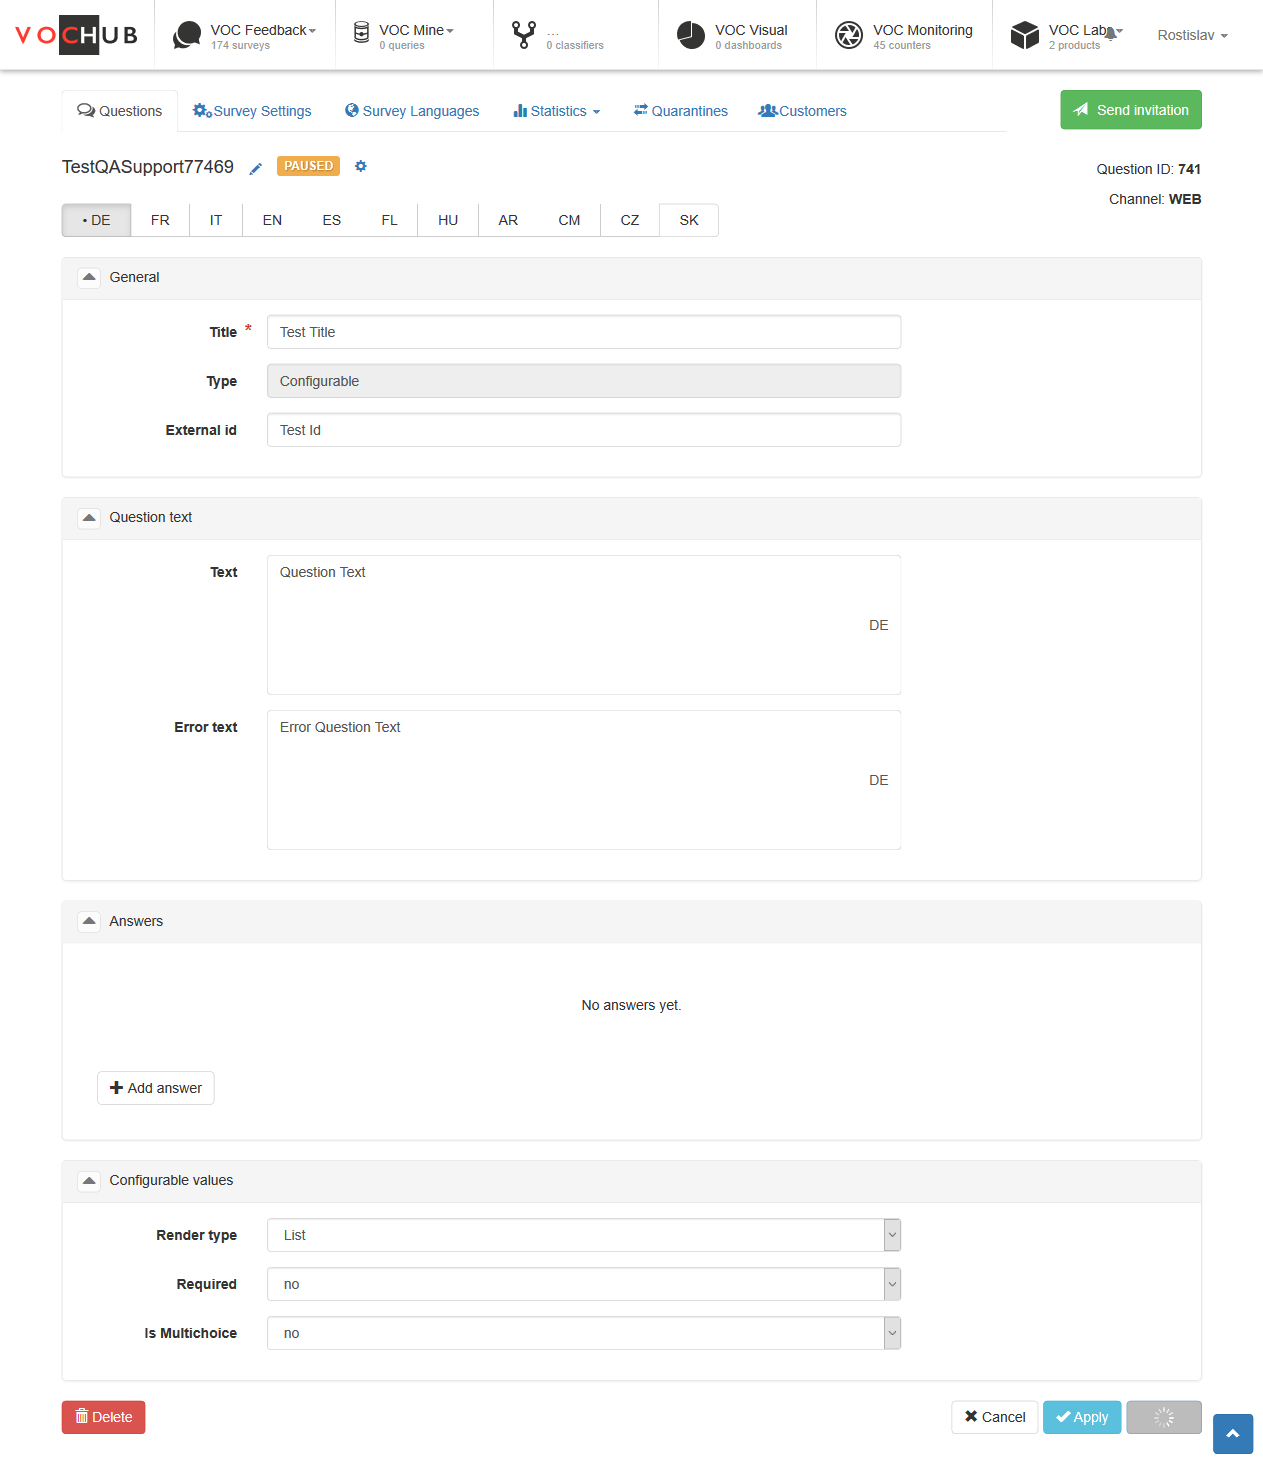 VOCHUB
VOC Feedback
174 surveys
VOC Mine
0 queries
...
0 classifiers
VOC Visual
0 dashboards
VOC Monitoring
45 counters
VOC Labs
2 products
Rostislav
Questions
Survey Settings
Survey Languages
Statistics
Quarantines
Customers
Send invitation
TestQASupport77469
PAUSED
Question ID: 741
Channel: WEB
• DE
FR
IT
EN
ES
FL
HU
AR
CM
CZ
SK
General
Title *
Test Title
Type
Configurable
External id
Test Id
Question text
Text
Question Text
DE
Error text
Error Question Text
DE
Answers
No answers yet.
Add answer
Configurable values
Render type
List
Required
no
Is Multichoice
no
Delete
Cancel
Apply